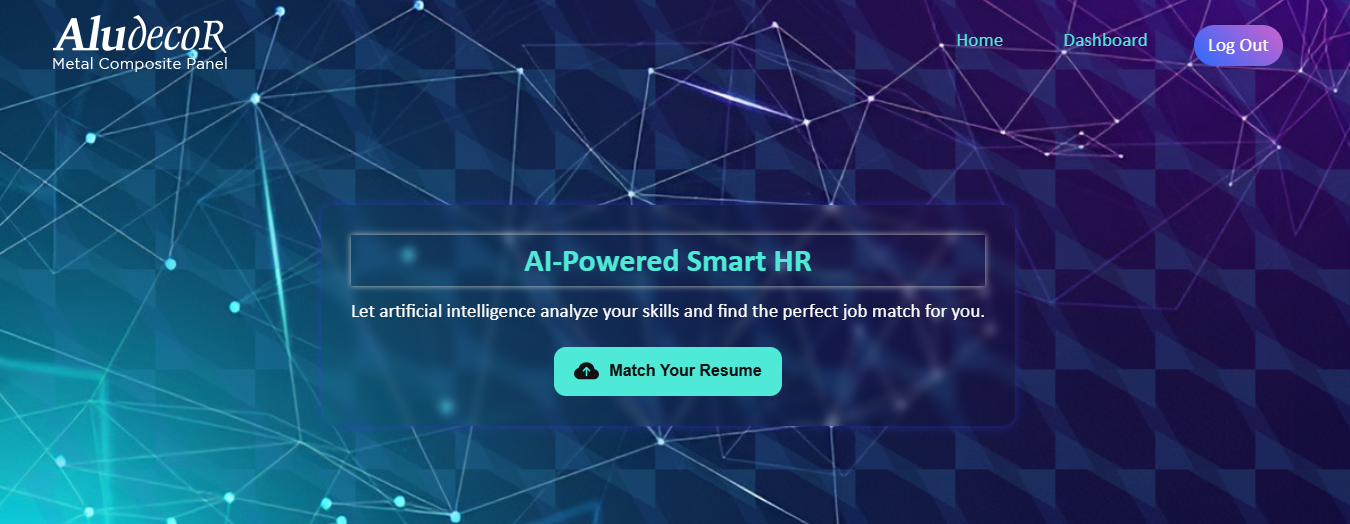 AludecoR
Metal Composite Panel
Home
Dashboard
Log Out
AI-Powered Smart HR
Let artificial intelligence analyze your skills and find the perfect job match for you.
Match Your Resume